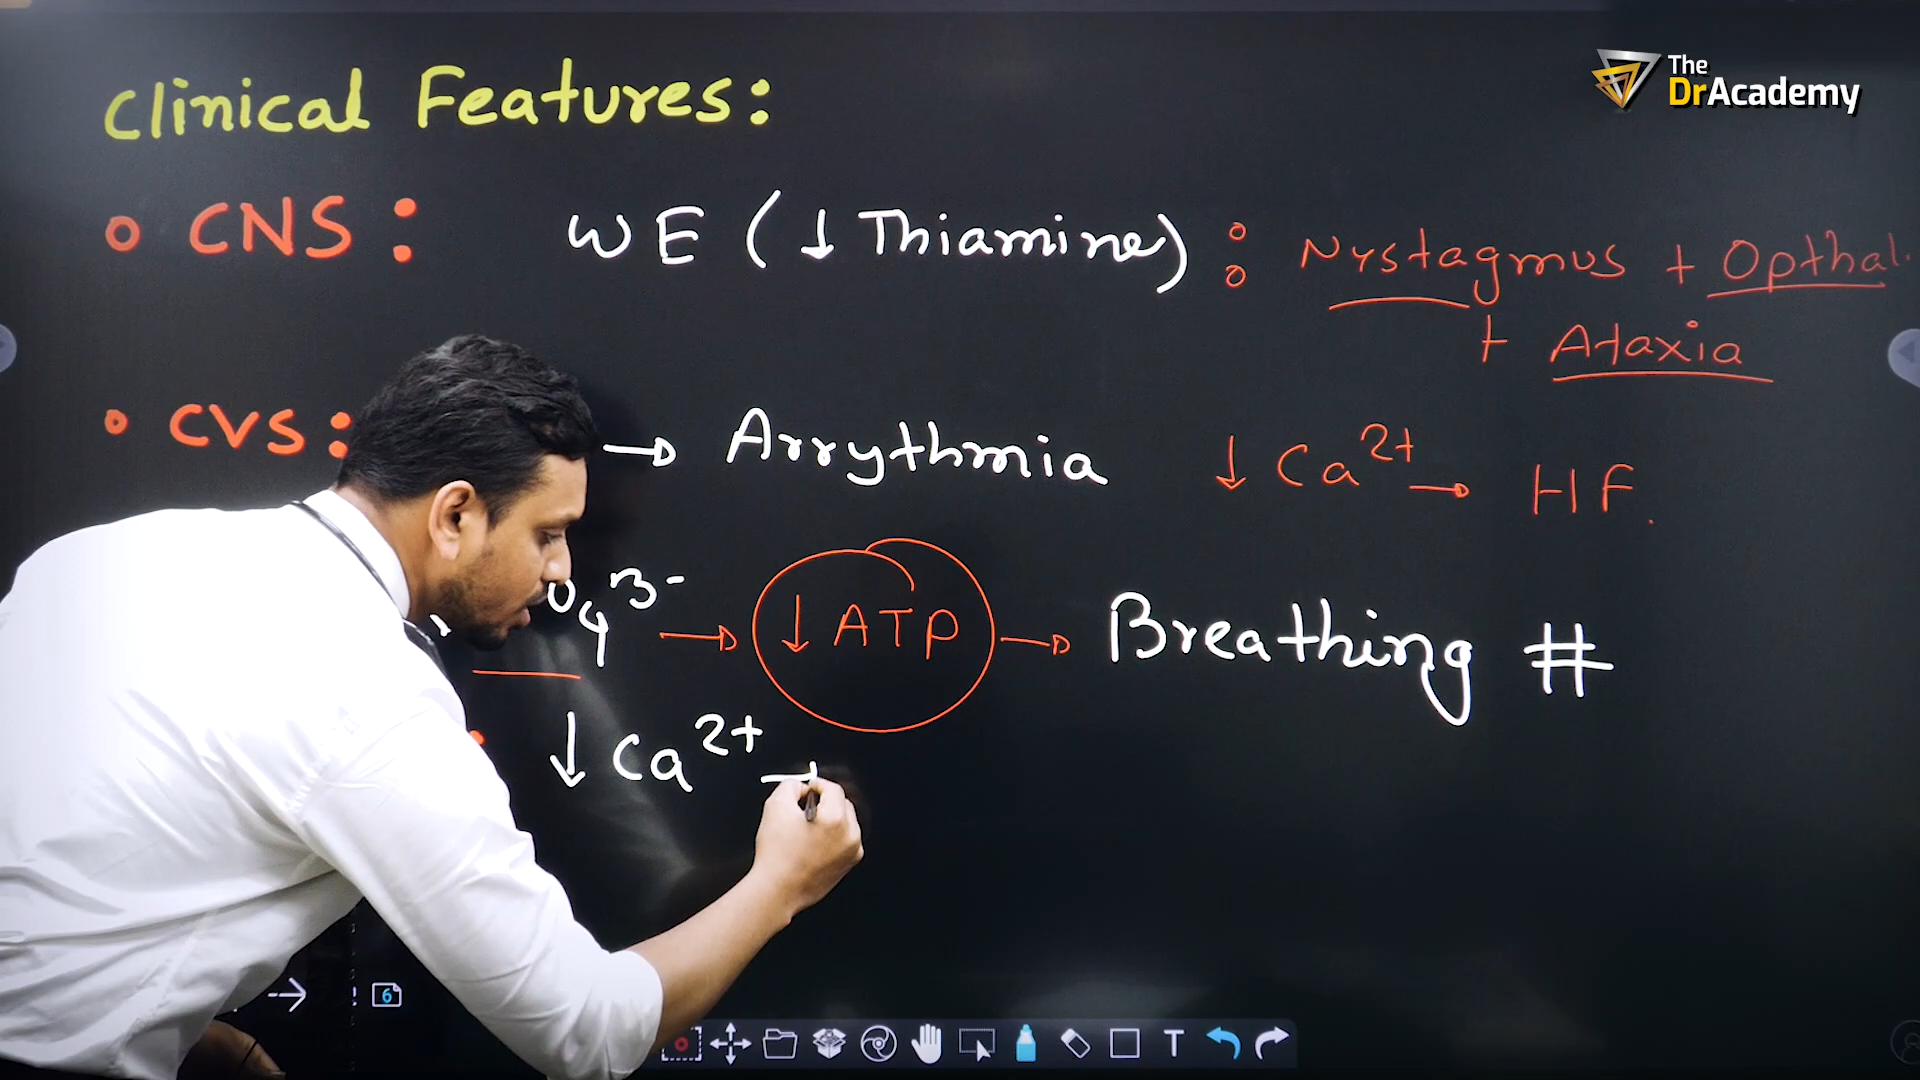 The
DrAcademy
Clinical Features:
CNS: WE (↓ Thiamine) : Nystagmus + Opthal.
+ Ataxia
CVS: → Arrythmia ↓ Ca2+ → HF.
O4 3- → ↓ ATP → Breathing #
↓ Ca2+ →
6
T